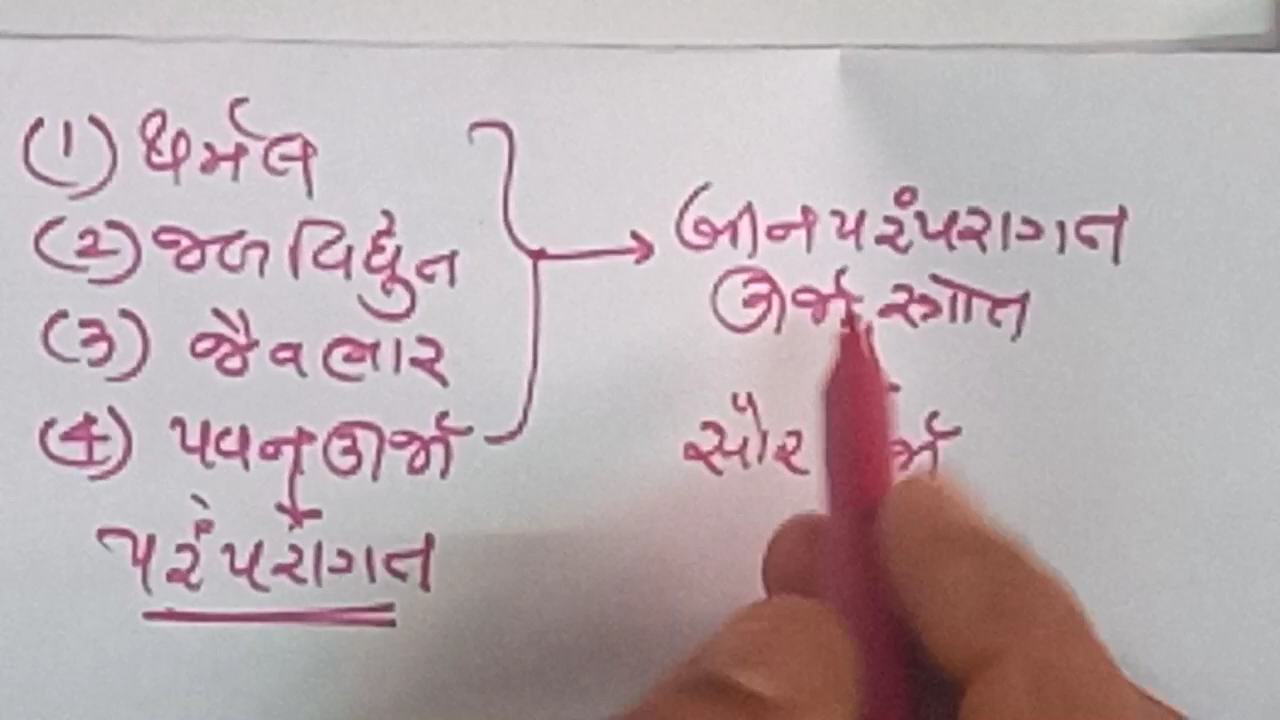 (1) થર્મલ
(2) જળ વિદ્યુત
(3) જૈવભાર
(4) પવન ઊર્જા
પરંપરાગત
બીનપરંપરાગત
ઊર્જા સ્ત્રોત
સૌર